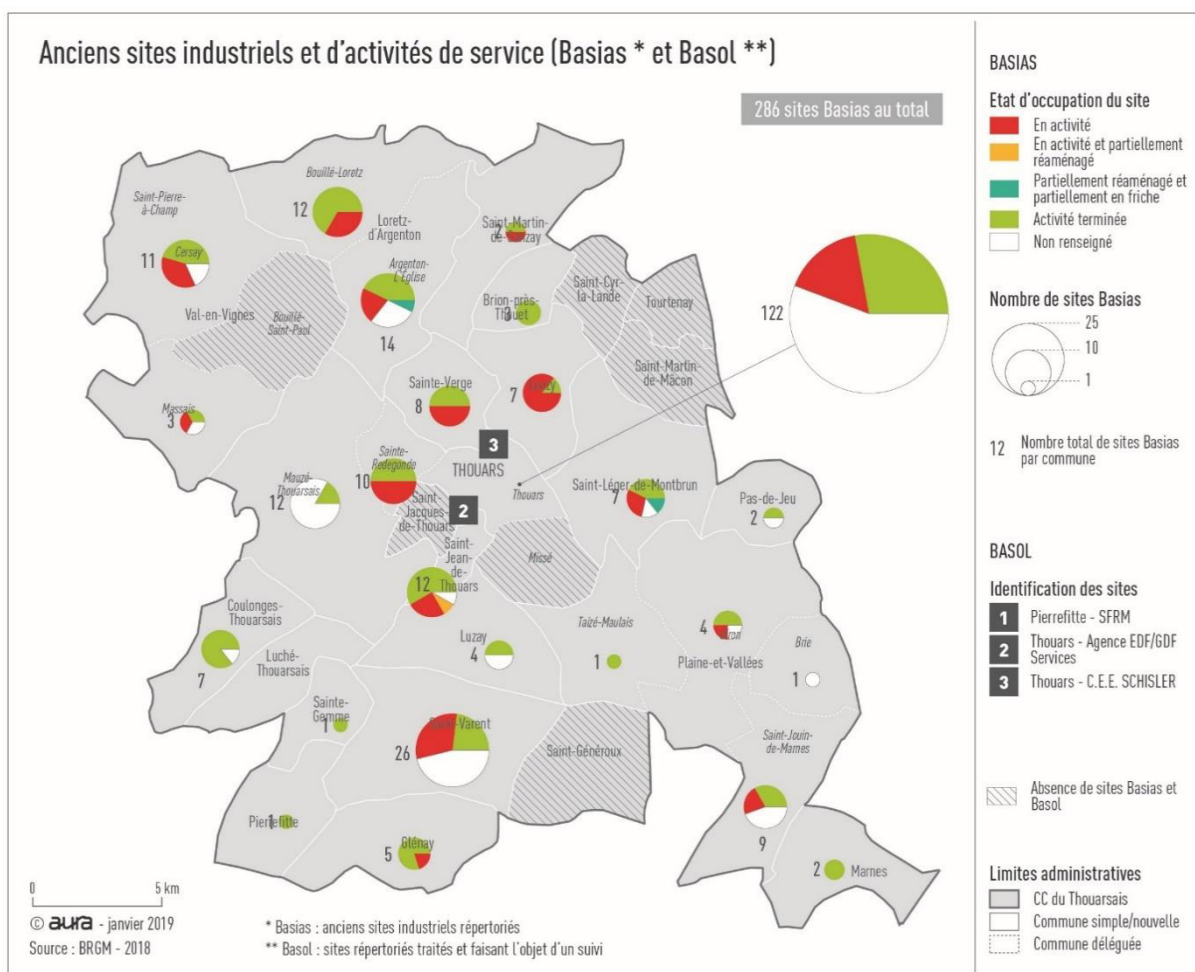 Anciens sites industriels et d'activités de service (Basias * et Basol **)
286 sites Basias au total
Saint-Pierre-
à-Champ
Bouillé-Loretz
12
Loretz-
d'Argenton
Saint-Martin-
2
Cersay
11
Argenton-
L'Église
14
Val-en-Vignes
Bouillé-
Saint-Paul
Brion-près-
Thouet
3
Saint-Cyr-
la-Lande
Tourtenay
Saint-Martin-
de-Mâcon
122
Massais
3
Sainte-Verge
8
7
3
THOUARS
Thouars
Sainte-
Radegonde
10
Mauzé-
Thouarsais
12
Saint-
Jacques-
de-Thouars
2
Saint-Léger-de-Montbrun
7
Pas-de-Jeu
2
Saint-
Jean-
de-
Thouars
12
Missé
Coulonges-
Thouarsais
7
Luché-
Thouarsais
Luzay
4
Taizé-Maulais
1
4
Plaine-et-Vallées
Brie
1
Sainte-
Gemme
1
Saint-Varent
26
Saint-Généroux
Saint-Jouin-
de-Marnes
9
Pierrefitte
1
Glénay
5
2
Marnes
0 5 km
© aura - janvier 2019
Source : BRGM - 2018
* Basias : anciens sites industriels répertoriés
** Basol : sites répertoriés traités et faisant l'objet d'un suivi
BASIAS
Etat d'occupation du site
En activité
En activité et partiellement
réaménagé
Partiellement réaménagé et
partiellement en friche
Activité terminée
Non renseigné
Nombre de sites Basias
25
10
1
12 Nombre total de sites Basias
par commune
BASOL
Identification des sites
1 Pierrefitte - SFRM
2 Thouars - Agence EDF/GDF
Services
3 Thouars - C.E.E. SCHISLER
Absence de sites Basias et
Basol
Limites administratives
CC du Thouarsais
Commune simple/nouvelle
Commune déléguée